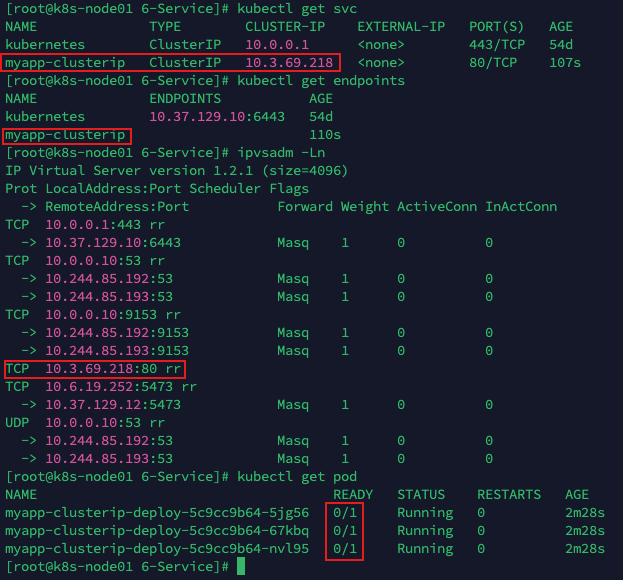 [root@k8s-node01 6-Service]# kubectl get svc
NAME TYPE CLUSTER-IP EXTERNAL-IP PORT(S) AGE
kubernetes ClusterIP 10.0.0.1 <none> 443/TCP 54d
myapp-clusterip ClusterIP 10.3.69.218 <none> 80/TCP 107s
[root@k8s-node01 6-Service]# kubectl get endpoints
NAME ENDPOINTS AGE
kubernetes 10.37.129.10:6443 54d
myapp-clusterip 110s
[root@k8s-node01 6-Service]# ipvsadm -Ln
IP Virtual Server version 1.2.1 (size=4096)
Prot LocalAddress:Port Scheduler Flags
-> RemoteAddress:Port Forward Weight ActiveConn InActConn
TCP 10.0.0.1:443 rr
-> 10.37.129.10:6443 Masq 1 0 0
TCP 10.0.0.10:53 rr
-> 10.244.85.192:53 Masq 1 0 0
-> 10.244.85.193:53 Masq 1 0 0
TCP 10.0.0.10:9153 rr
-> 10.244.85.192:9153 Masq 1 0 0
-> 10.244.85.193:9153 Masq 1 0 0
TCP 10.3.69.218:80 rr
TCP 10.6.19.252:5473 rr
-> 10.37.129.12:5473 Masq 1 0 0
UDP 10.0.0.10:53 rr
-> 10.244.85.192:53 Masq 1 0 0
-> 10.244.85.193:53 Masq 1 0 0
[root@k8s-node01 6-Service]# kubectl get pod
NAME READY STATUS RESTARTS AGE
myapp-clusterip-deploy-5c9cc9b64-5jg56 0/1 Running 0 2m28s
myapp-clusterip-deploy-5c9cc9b64-67kbq 0/1 Running 0 2m28s
myapp-clusterip-deploy-5c9cc9b64-nvl95 0/1 Running 0 2m28s
[root@k8s-node01 6-Service]#